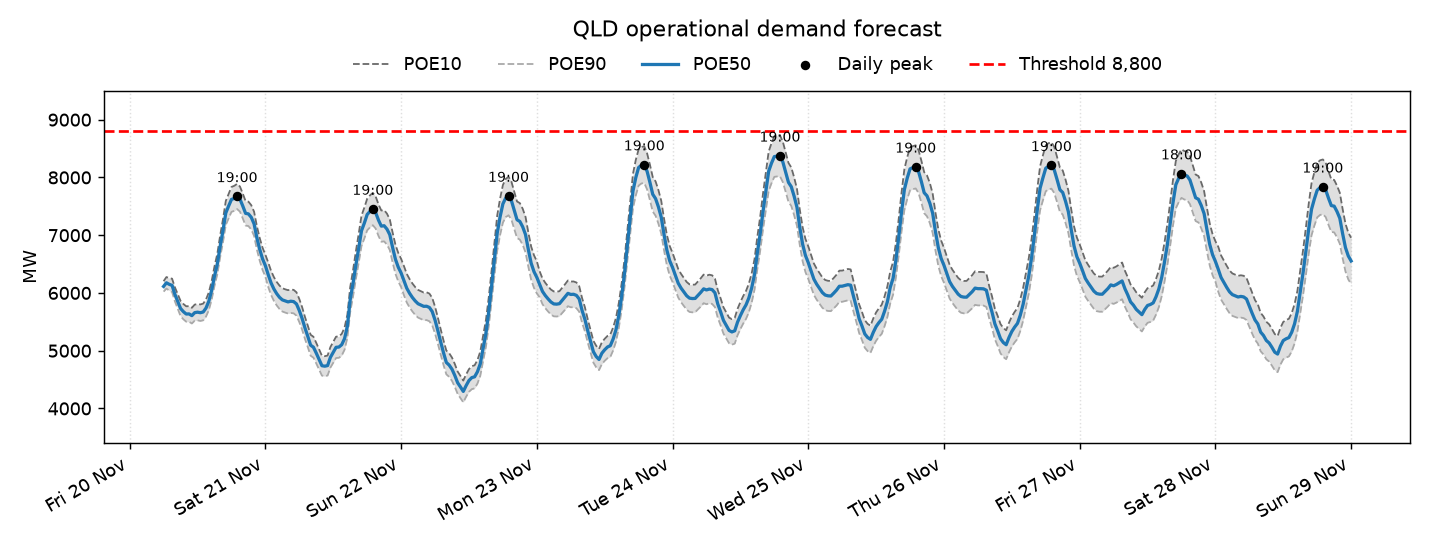 QLD operational demand forecast
POE10 POE90 POE50 Daily peak Threshold 8,800
MW
9000
8000
7000
6000
5000
4000
19:00 19:00 19:00 19:00 19:00 19:00 19:00 18:00 19:00
Fri 20 Nov Sat 21 Nov Sun 22 Nov Mon 23 Nov Tue 24 Nov Wed 25 Nov Thu 26 Nov Fri 27 Nov Sat 28 Nov Sun 29 Nov